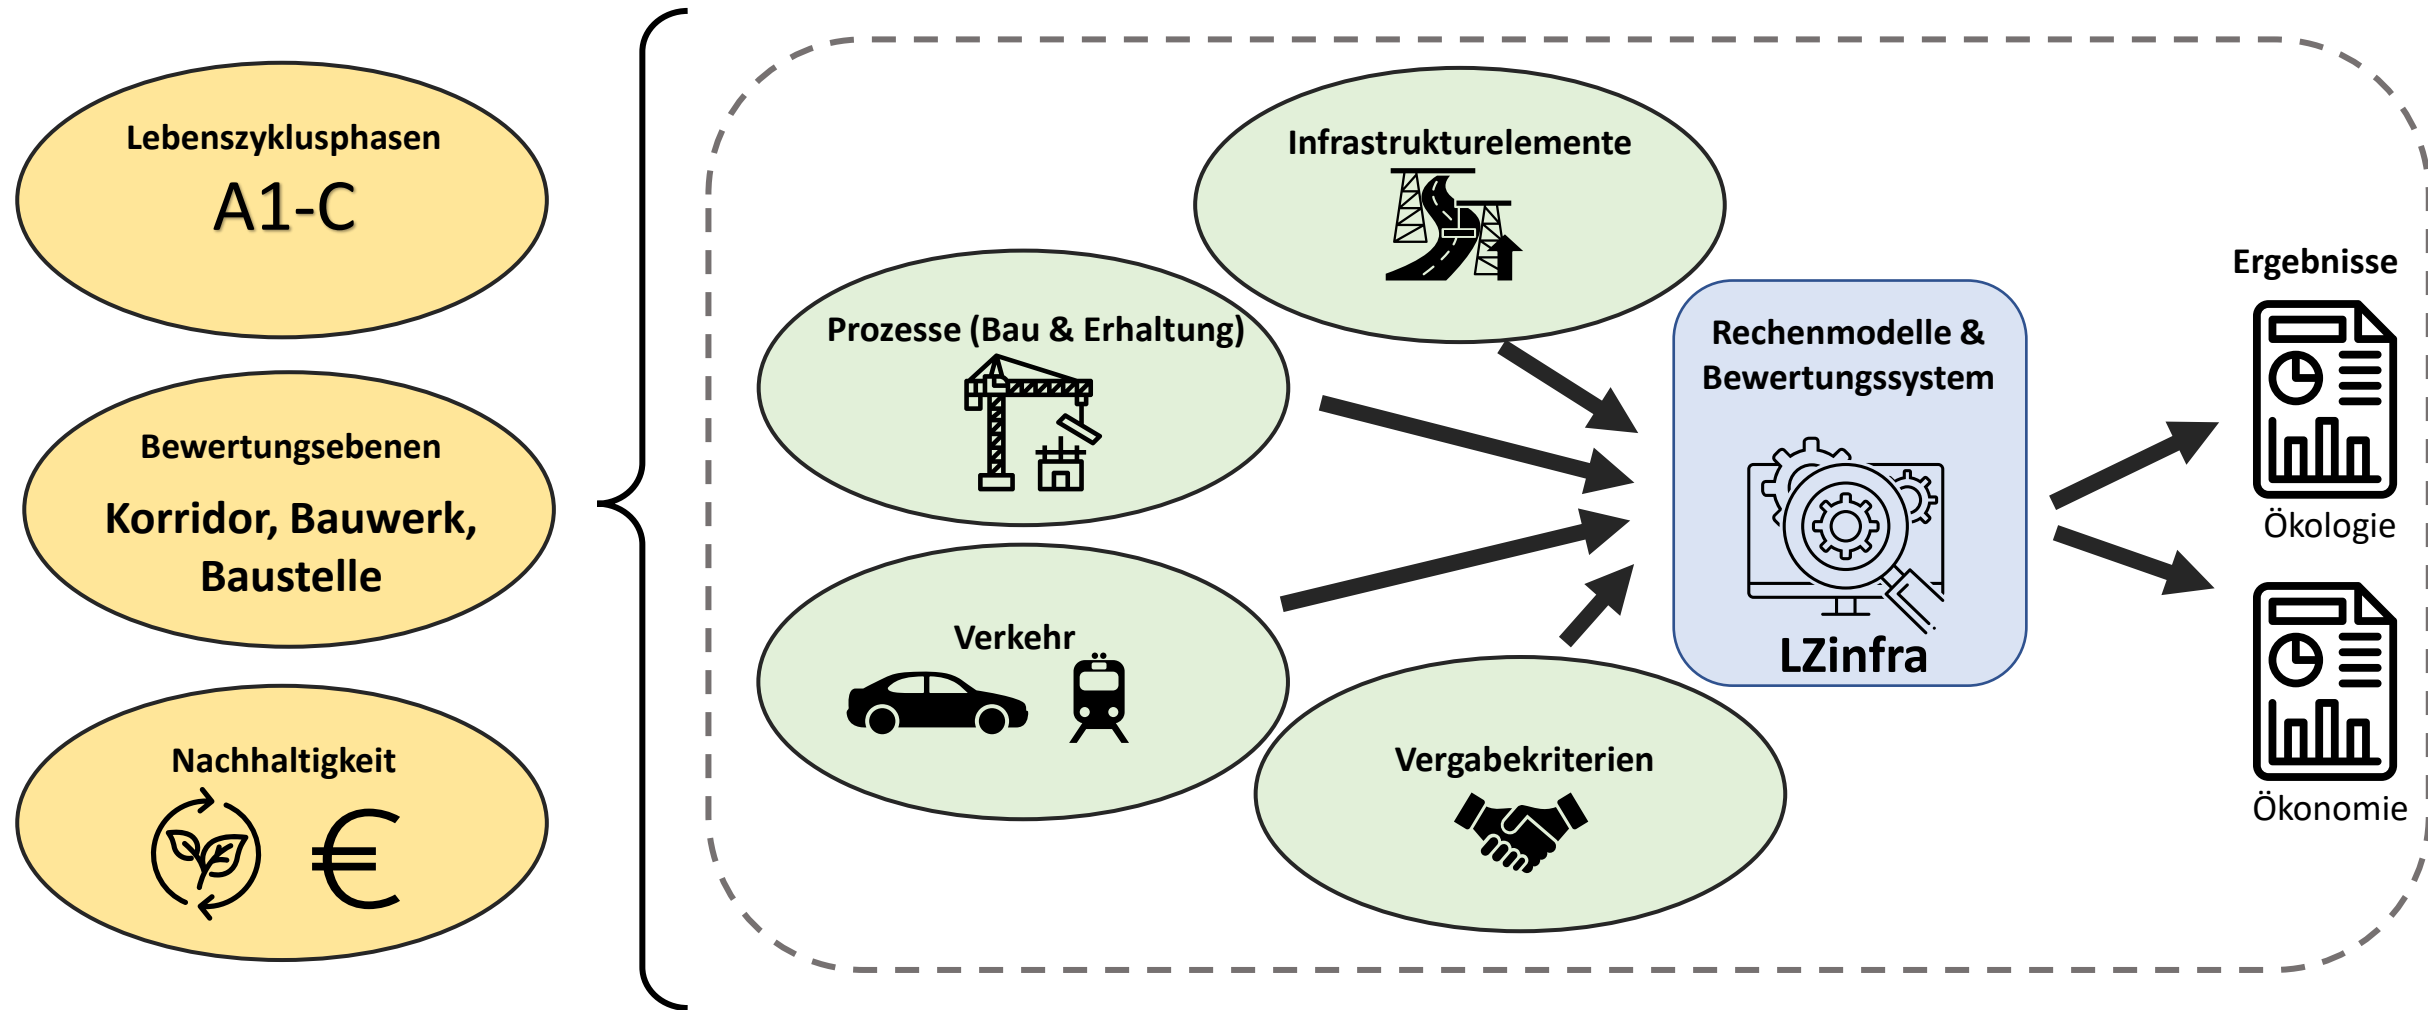 Lebenszyklusphasen
A1-C
Bewertungsebenen
Korridor, Bauwerk,
Baustelle
Nachhaltigkeit
€
Infrastrukturelemente
Prozesse (Bau & Erhaltung)
Verkehr
Vergabekriterien
Rechenmodelle &
Bewertungssystem
LZinfra
Ergebnisse
Ökologie
Ökonomie